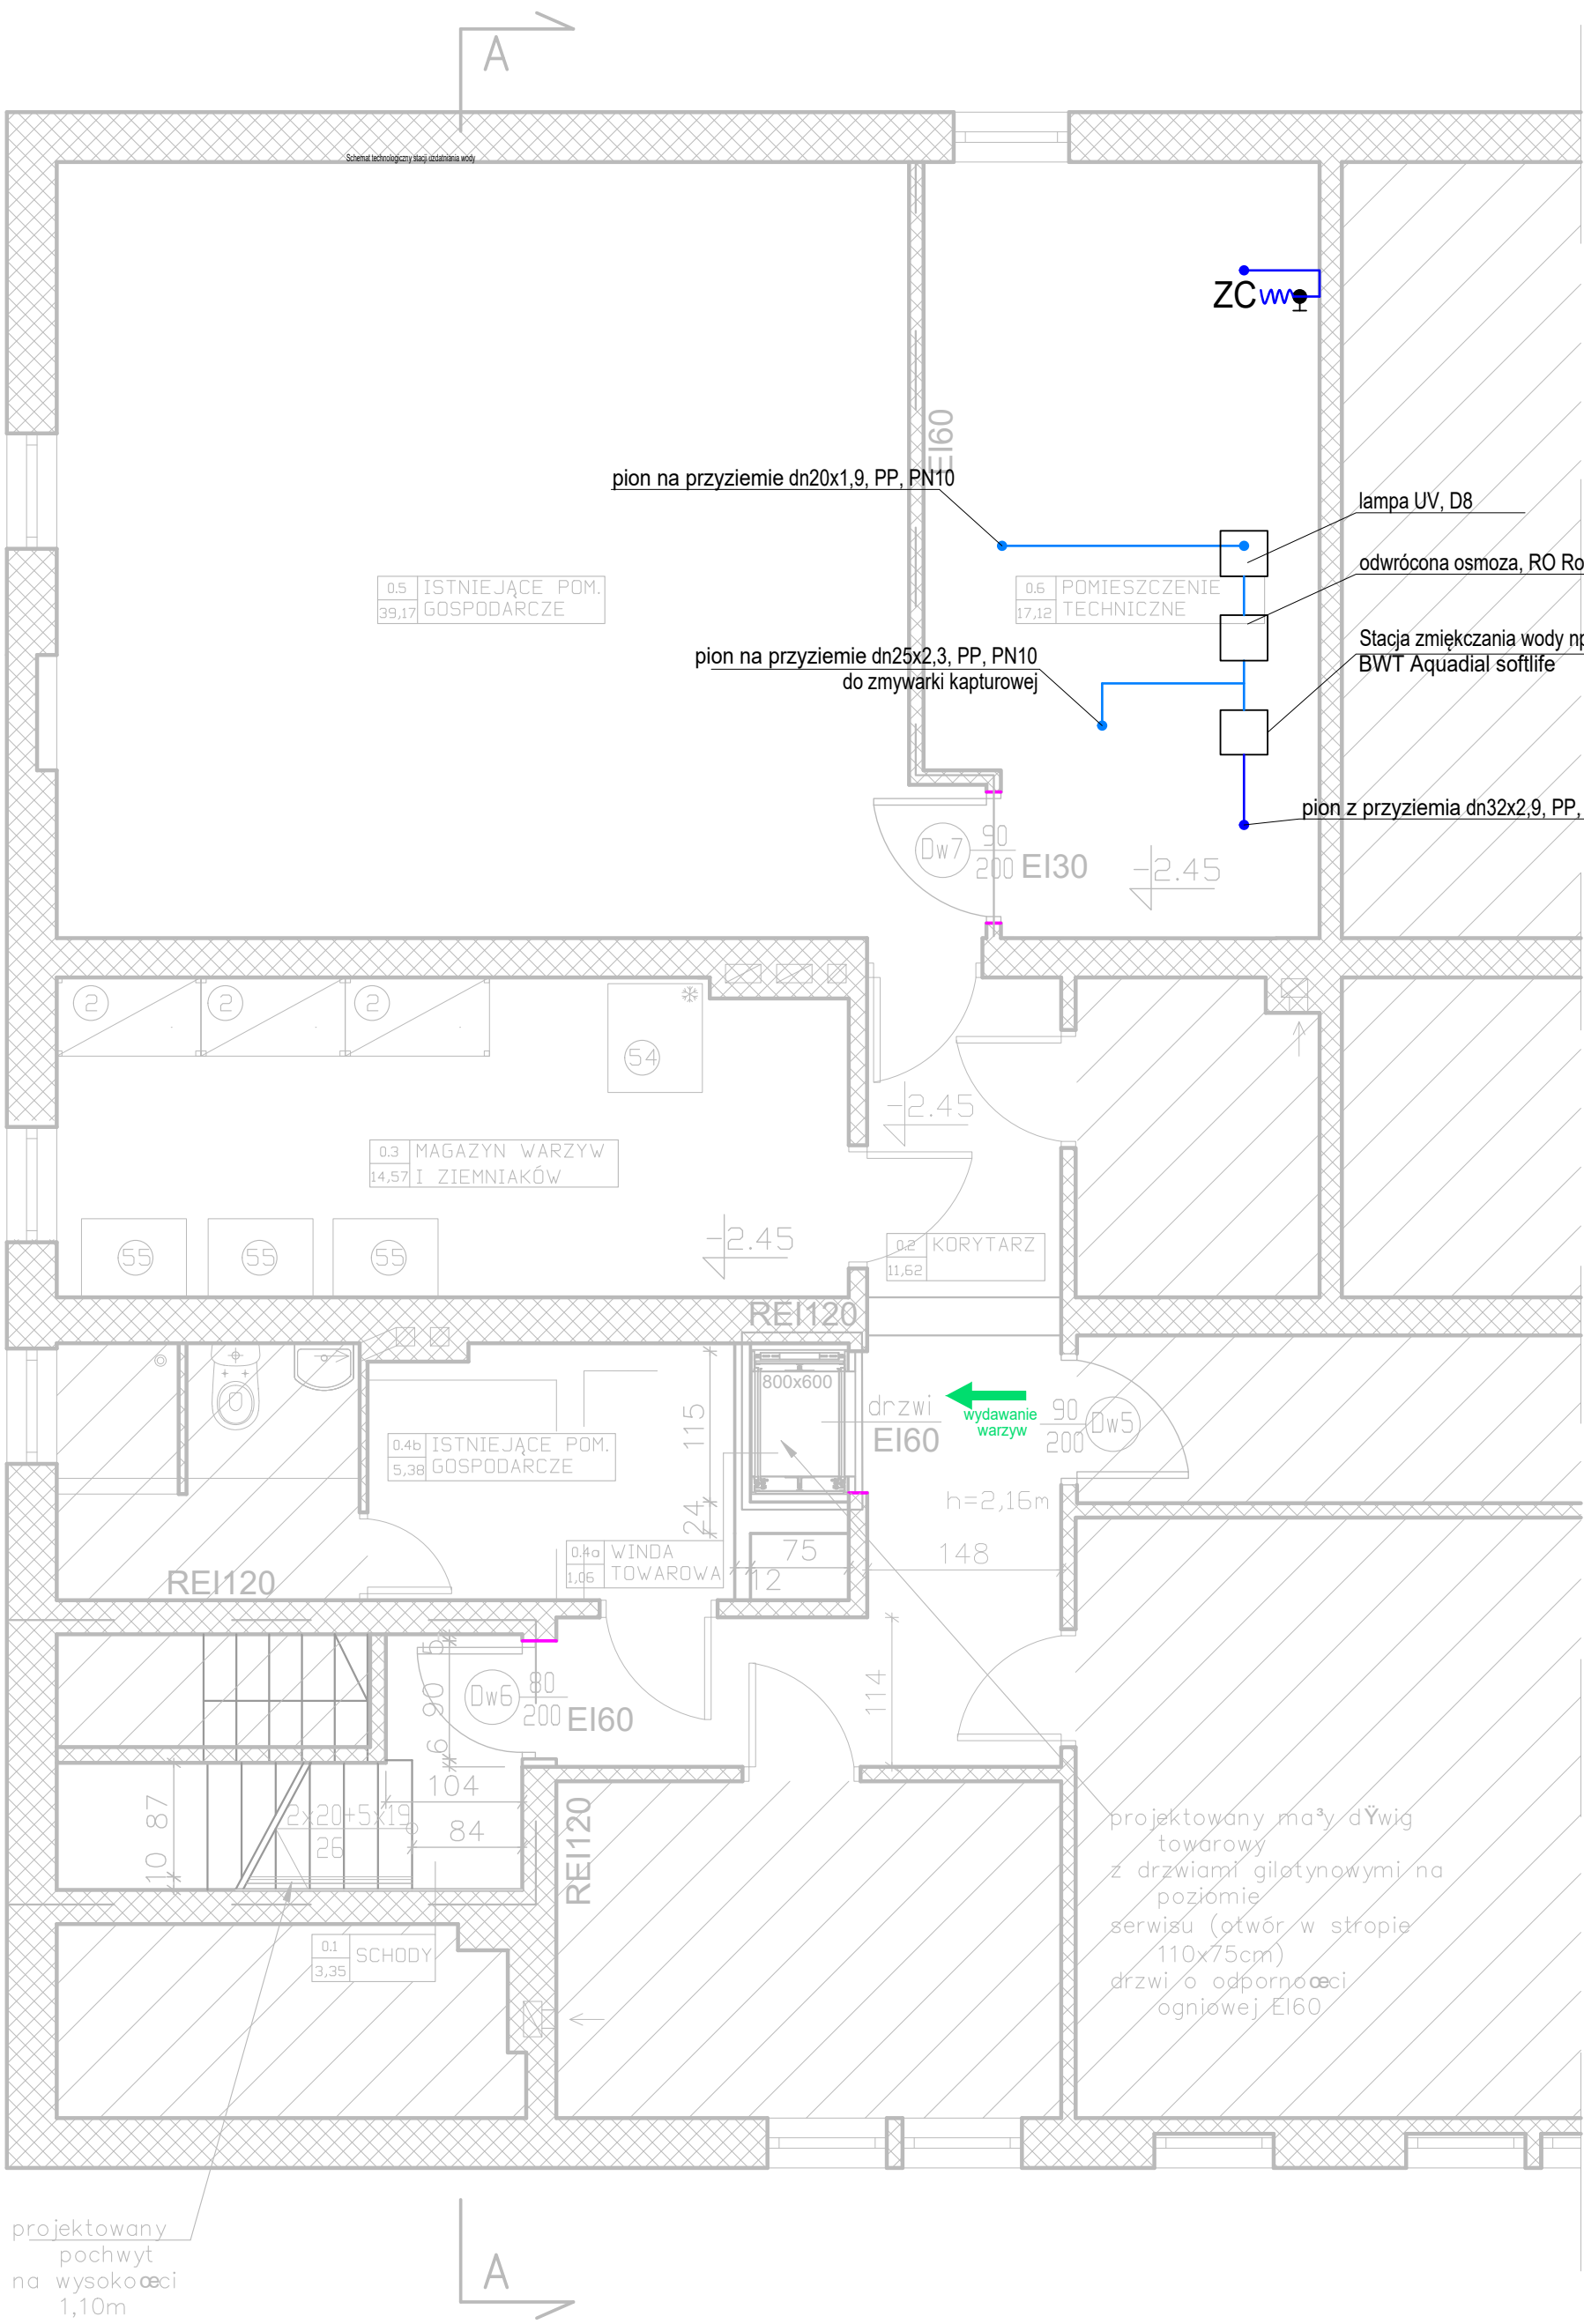 A
Schemat technologiczny stacji uzdatniania wody
ZC
EI60
pion na przyziemie dn20x1,9, PP, PN10
lampa UV, D8
odwrócona osmoza, RO Ro
0.5 ISTNIEJĄCE POM.
39,17 GOSPODARCZE
0.6 POMIESZCZENIE
17,12 TECHNICZNE
Stacja zmiękczania wody np
BWT Aquadial softlife
pion na przyziemie dn25x2,3, PP, PN10
do zmywarki kapturowej
pion z przyziemia dn32x2,9, PP,
Dw7 90
200 EI30
-2.45
2 2 2
54
-2.45
0.3 MAGAZYN WARZYW
14,57 I ZIEMNIAKÓW
-2.45
0.2 KORYTARZ
11,62
55 55 55
REI120
800x600
drzwi
EI60
wydawanie
warzyw
90
200 Dw5
115
0.4b ISTNIEJĄCE POM.
5,38 GOSPODARCZE
h=2,16m
24
0.4a WINDA
1,06 TOWAROWA
75
12
148
REI120
5
90
6
Dw6 80
200 EI60
114
104
84
2x20+5x19
26
6
10 87
REI120
projektowany ma³y dŸwig
towarowy
z drzwiami gilotynowymi na
poziomie
serwisu (otwór w stropie
110x75cm)
drzwi o odpornoœci
ogniowej EI60
0.1 SCHODY
3,35
projektowany
pochwyt
na wysokoœci
1,10m
A